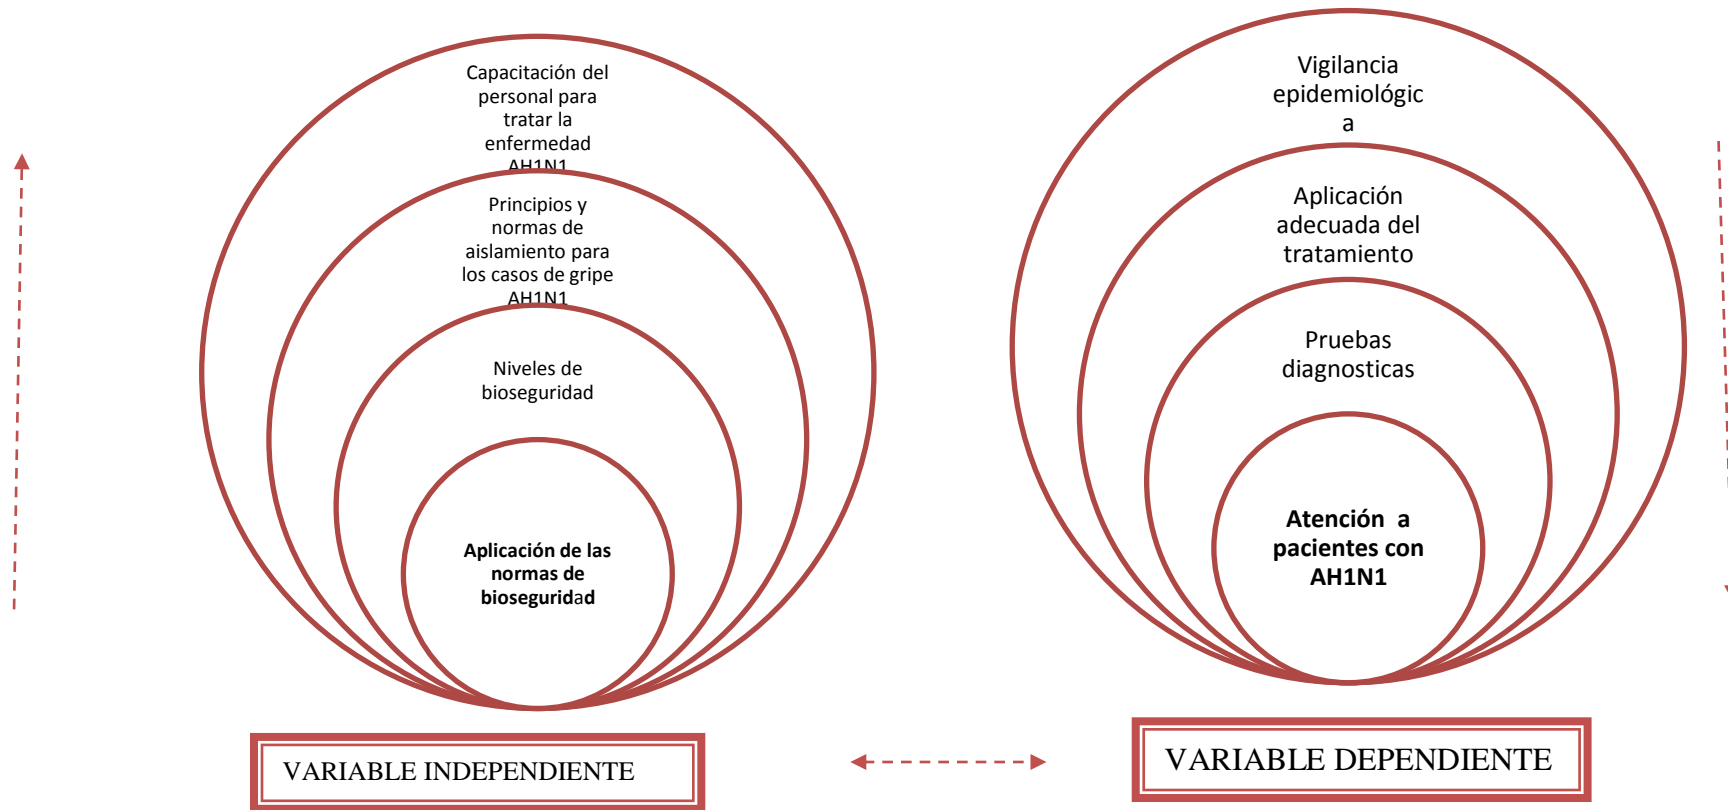 Capacitación del
personal para
tratar la
enfermedad
AH1N1
Principios y
normas de
aislamiento para
los casos de gripe
AH1N1
Niveles de
bioseguridad
Aplicación de las
normas de
bioseguridad
VARIABLE INDEPENDIENTE
Vigilancia
epidemiológic
a
Aplicación
adecuada del
tratamiento
Pruebas
diagnosticas
Atención a
pacientes con
AH1N1
VARIABLE DEPENDIENTE